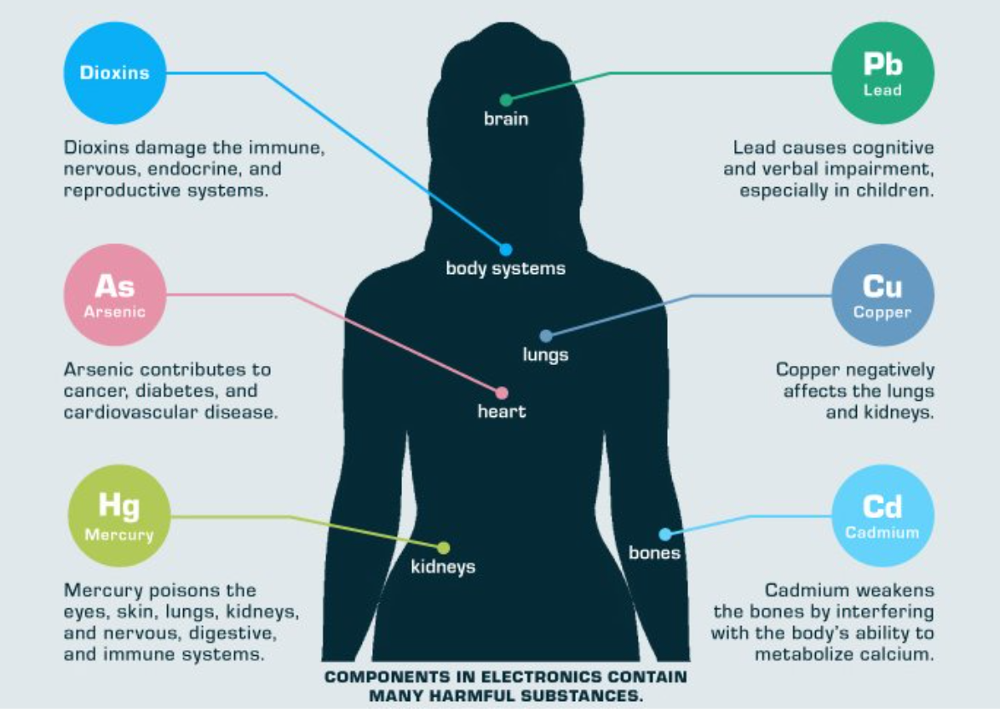 Dioxins
Dioxins damage the immune,
nervous, endocrine, and
reproductive systems.
As
Arsenic
Arsenic contributes to
cancer, diabetes, and
cardiovascular disease.
Hg
Mercury
Mercury poisons the
eyes, skin, lungs, kidneys,
and nervous, digestive,
and immune systems.
brain
body systems
lungs
heart
kidneys
bones
Pb
Lead
Lead causes cognitive
and verbal impairment,
especially in children.
Cu
Copper
Copper negatively
affects the lungs
and kidneys.
Cd
Cadmium
Cadmium weakens
the bones by interfering
with the body's ability to
metabolize calcium.
COMPONENTS IN ELECTRONICS CONTAIN
MANY HARMFUL SUBSTANCES.